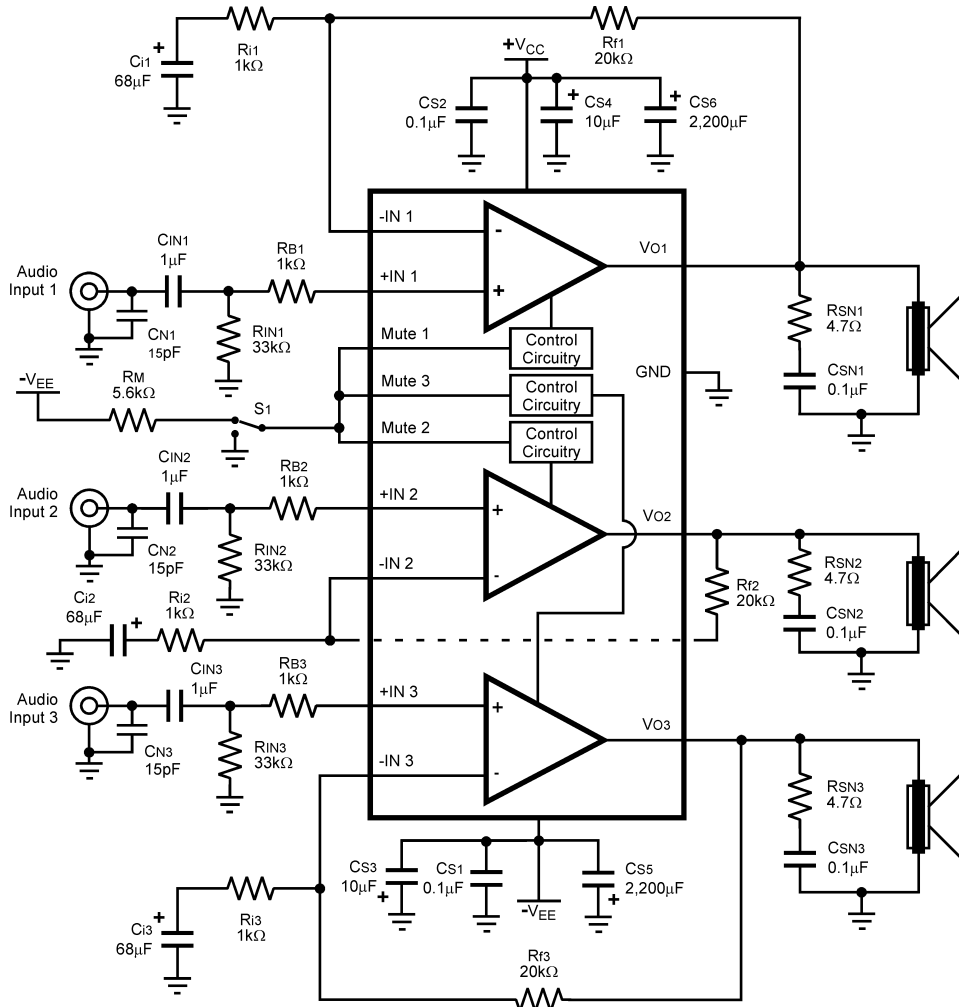 Ci1
68µF
Ri1
1kΩ
Rf1
20kΩ
+VCC
CS2
0.1µF
CS4
10µF
CS6
2,200µF
-IN 1
Audio
Input 1
CIN1
1µF
RB1
1kΩ
+IN 1
VO1
CN1
15pF
RIN1
33kΩ
Mute 1
Control
Circuitry
RSN1
4.7Ω
CSN1
0.1µF
GND
-VEE
RM
5.6kΩ
S1
Mute 3
Control
Circuitry
Mute 2
Control
Circuitry
Audio
Input 2
CIN2
1µF
RB2
1kΩ
+IN 2
VO2
CN2
15pF
RIN2
33kΩ
-IN 2
Rf2
20kΩ
RSN2
4.7Ω
CSN2
0.1µF
Ci2
68µF
Ri2
1kΩ
Audio
Input 3
CIN3
1µF
RB3
1kΩ
+IN 3
VO3
CN3
15pF
RIN3
33kΩ
-IN 3
RSN3
4.7Ω
CSN3
0.1µF
CS3
10µF
CS1
0.1µF
CS5
2,200µF
-VEE
Ci3
68µF
Ri3
1kΩ
Rf3
20kΩ